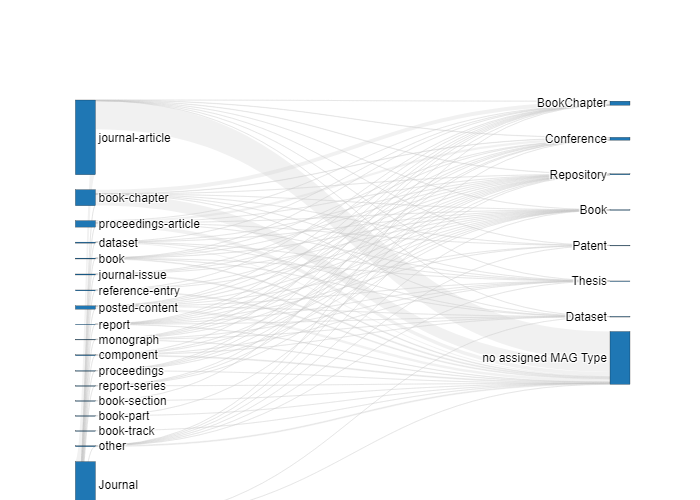 journal-article
book-chapter
proceedings-article
dataset
book
journal-issue
reference-entry
posted-content
report
monograph
component
proceedings
report-series
book-section
book-part
book-track
other
Journal
BookChapter
Conference
Repository
Book
Patent
Thesis
Dataset
no assigned MAG Type